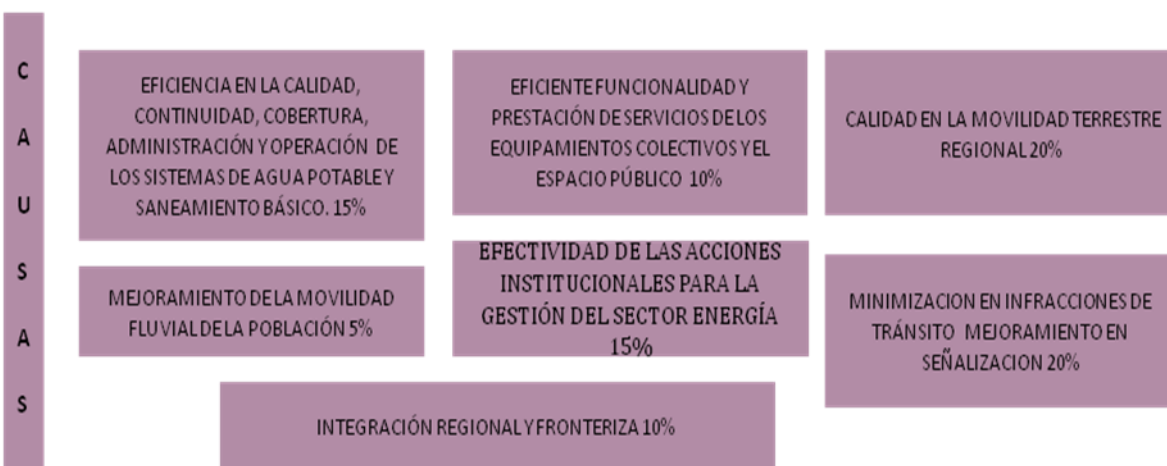 CAUSAS
EFICIENCIA EN LA CALIDAD,
CONTINUIDAD, COBERTURA,
ADMINISTRACIÓN Y OPERACIÓN DE
LOS SISTEMAS DE AGUA POTABLE Y
SANEAMIENTO BÁSICO. 15%
EFICIENTE FUNCIONALIDAD Y
PRESTACIÓN DE SERVICIOS DE LOS
EQUIPAMIENTOS COLECTIVOS Y EL
ESPACIO PÚBLICO 10%
CALIDAD EN LA MOVILIDAD TERRESTRE
REGIONAL 20%
MEJORAMIENTO DE LA MOVILIDAD
FLUVIAL DE LA POBLACIÓN 5%
EFECTIVIDAD DE LAS ACCIONES
INSTITUCIONALES PARA LA
GESTIÓN DEL SECTOR ENERGÍA
15%
MINIMIZACION EN INFRACCIONES DE
TRÁNSITO MEJORAMIENTO EN
SEÑALIZACION 20%
INTEGRACIÓN REGIONAL Y FRONTERIZA 10%